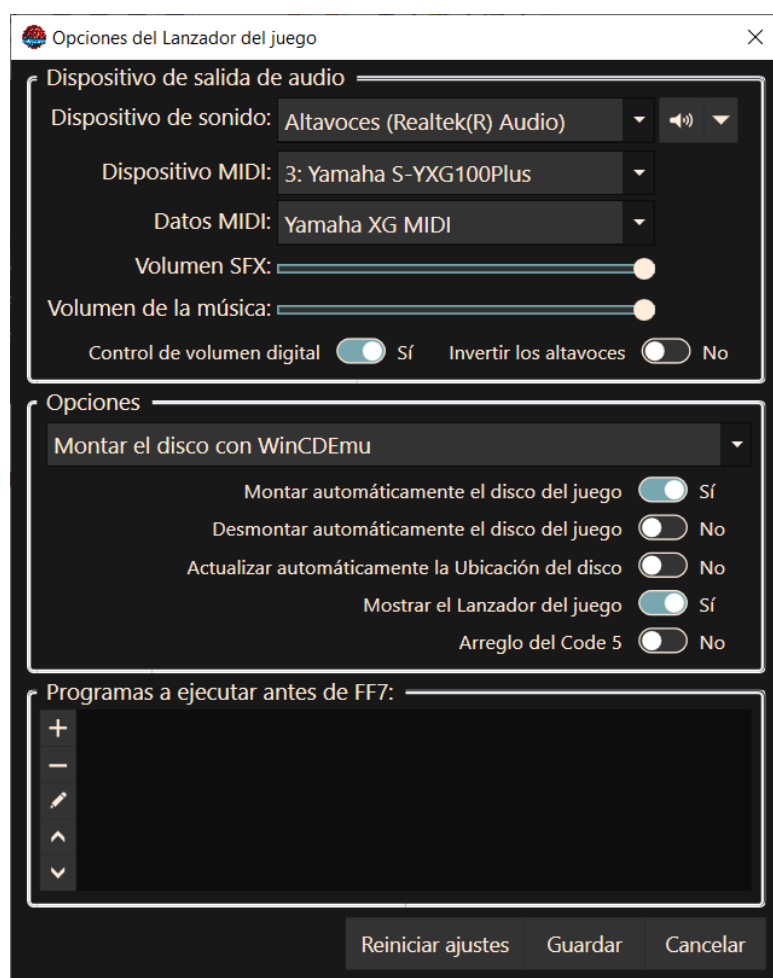 Opciones del Lanzador del juego
Dispositivo de salida de audio
Dispositivo de sonido: Altavoces (Realtek(R) Audio)
Dispositivo MIDI: 3: Yamaha S-YXG100Plus
Datos MIDI: Yamaha XG MIDI
Volumen SFX:
Volumen de la música:
Control de volumen digital Sí Invertir los altavoces No
Opciones
Montar el disco con WinCDEmu
Montar automáticamente el disco del juego Sí
Desmontar automáticamente el disco del juego No
Actualizar automáticamente la Ubicación del disco No
Mostrar el Lanzador del juego Sí
Arreglo del Code 5 No
Programas a ejecutar antes de FF7:
Reiniciar ajustes Guardar Cancelar